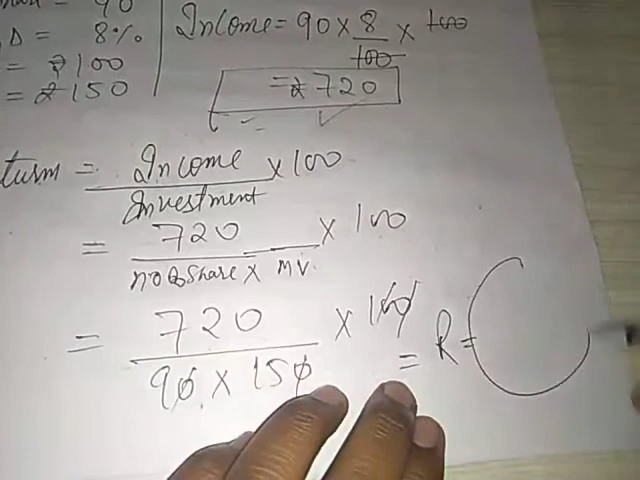 90
D = 8%
= ₹100
= ₹150
Income = 90 × 8/100 × 100
= ₹720
turn = Income/Investment × 100
= 720/no of Share × MV. × 100
= 720/90 × 150 × 100 = R =